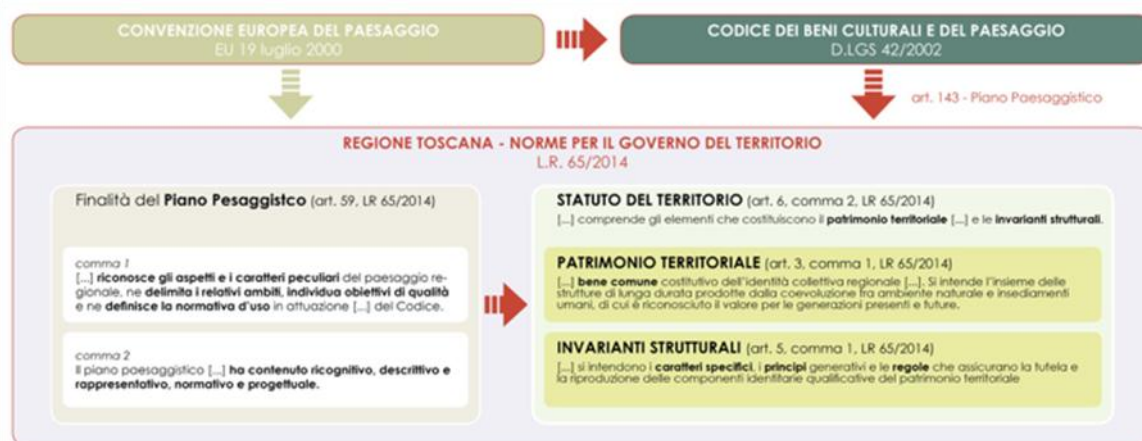 CONVENZIONE EUROPEA DEL PAESAGGIO
EU 19 luglio 2000
CODICE DEI BENI CULTURALI E DEL PAESAGGIO
D.LGS 42/2002
art. 143 - Piano Paesaggistico
REGIONE TOSCANA - NORME PER IL GOVERNO DEL TERRITORIO
L.R. 65/2014
Finalità del Piano Pesaggistco (art. 59, LR 65/2014)
comma 1
[...] riconosce gli aspetti e i caratteri peculiari del paesaggio re-
gionale, ne delimita i relativi ambiti, individua obiettivi di qualità
e ne definisce la normativa d'uso in attuazione [...] del Codice.
comma 2
Il piano paesaggistico [...] ha contenuto ricognitivo, descrittivo e
rappresentativo, normativo e progettuale.
STATUTO DEL TERRITORIO (art. 6, comma 2, LR 65/2014)
[...] comprende gli elementi che costituiscono il patrimonio territoriale [...] e le invarianti strutturali.
PATRIMONIO TERRITORIALE (art. 3, comma 1, LR 65/2014)
[...] bene comune costitutivo dell'identità collettiva regionale [...]. Si intende l'insieme delle
strutture di lunga durata prodotte dalla coevoluzione fra ambiente naturale e insediamenti
umani, di cui è riconosciuto il valore per le generazioni presenti e future.
INVARIANTI STRUTTURALI (art. 5, comma 1, LR 65/2014)
[...] si intendono i caratteri specifici, i principi generativi e le regole che assicurano la tutela e
la riproduzione delle componenti identitarie qualificative del patrimonio territoriale